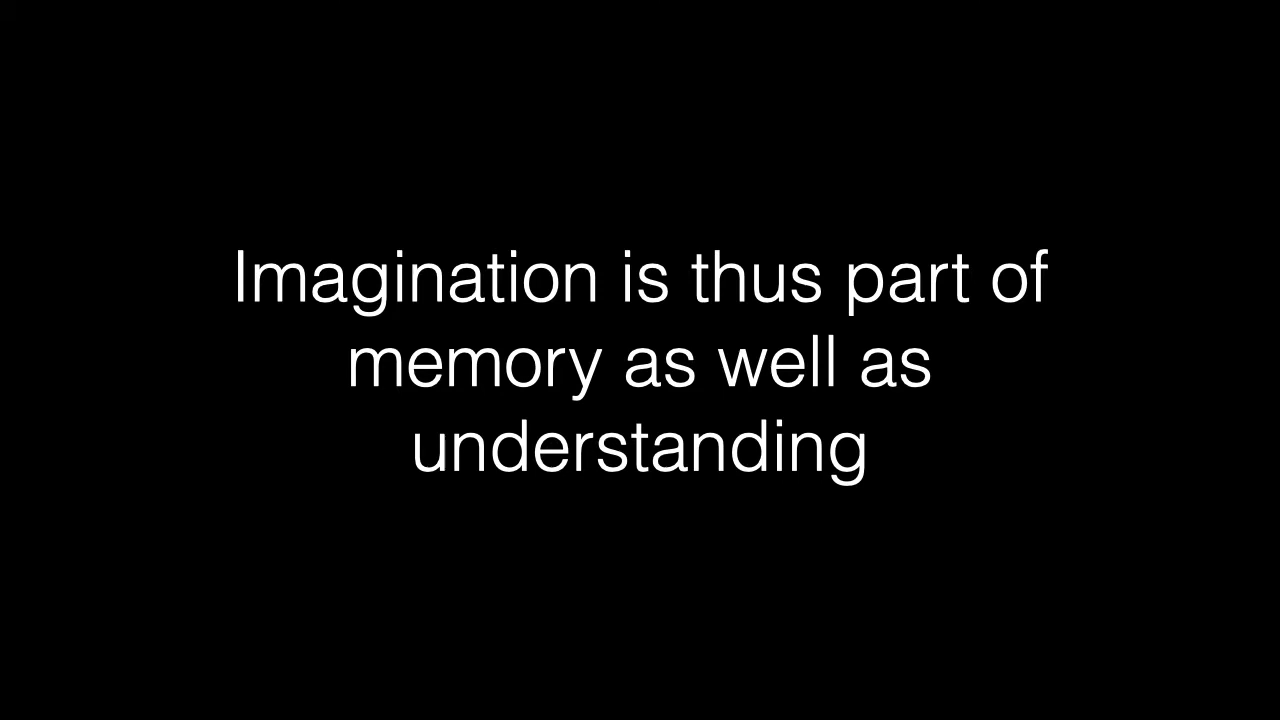 Imagination is thus part of
memory as well as
understanding